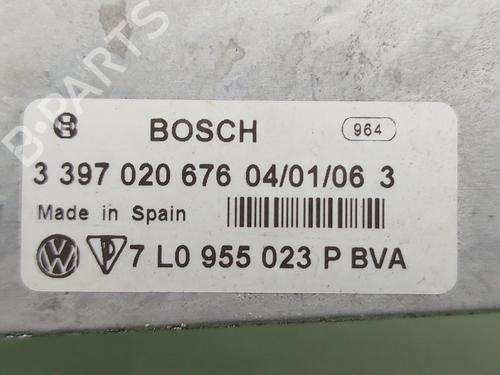 B-PARTS
BOSCH 964
3 397 020 676 04/01/06 3
Made in Spain
7 L0 955 023 P BVA